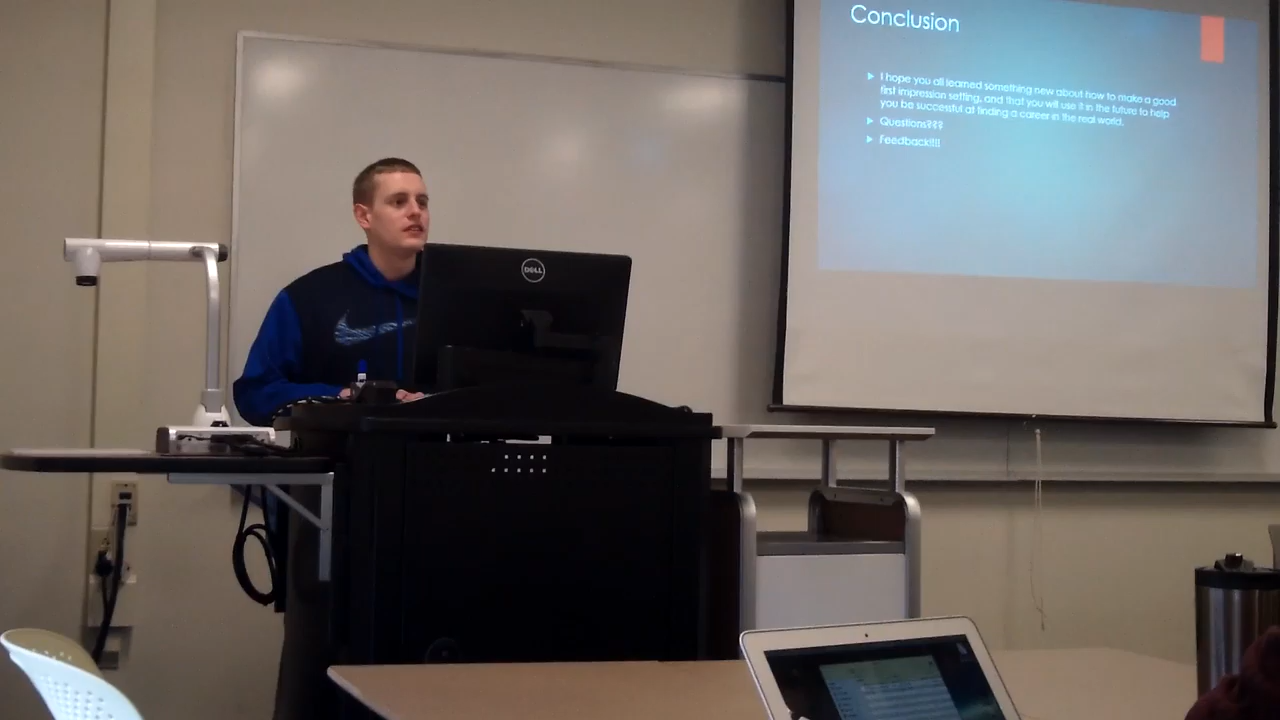 Conclusion
I hope you all learned something new about how to make a good
first impression setting, and that you will use it in the future to help
you be successful at finding a career in the real world.
Questions???
Feedback!!!!
DELL